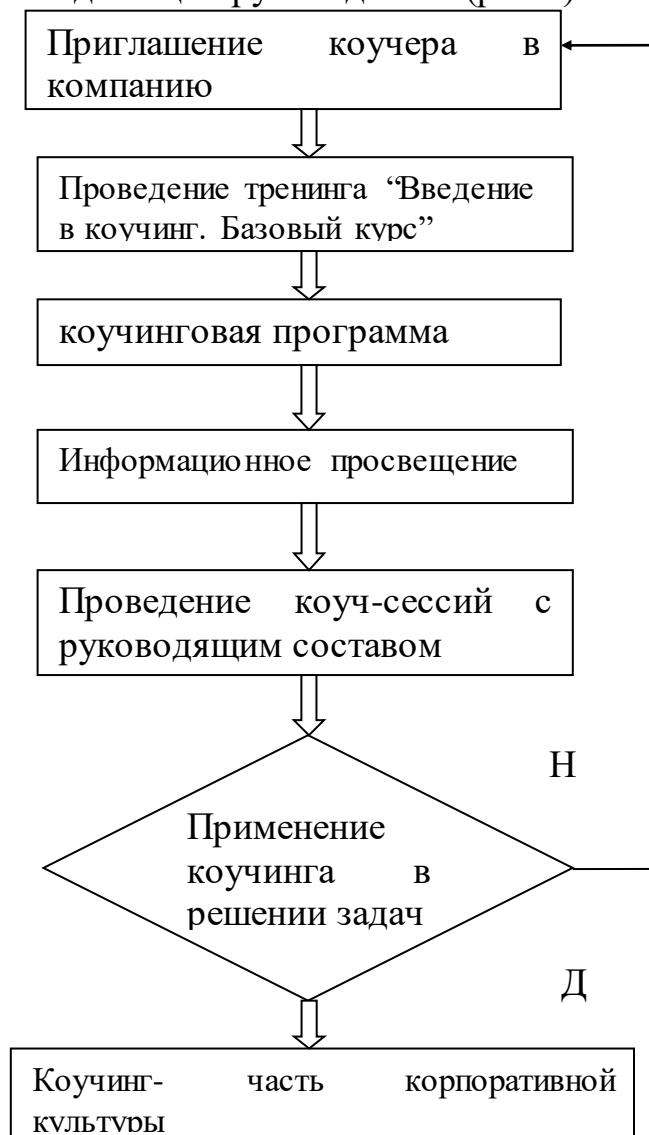 Приглашение коучера в
компанию
Проведение тренинга “Введение
в коучинг. Базовый курс”
коучинговая программа
Информационное просвещение
Проведение коуч-сессий с
руководящим составом
Н
Применение
коучинга в
решении задач
Д
Коучинг- часть корпоративной
культуры